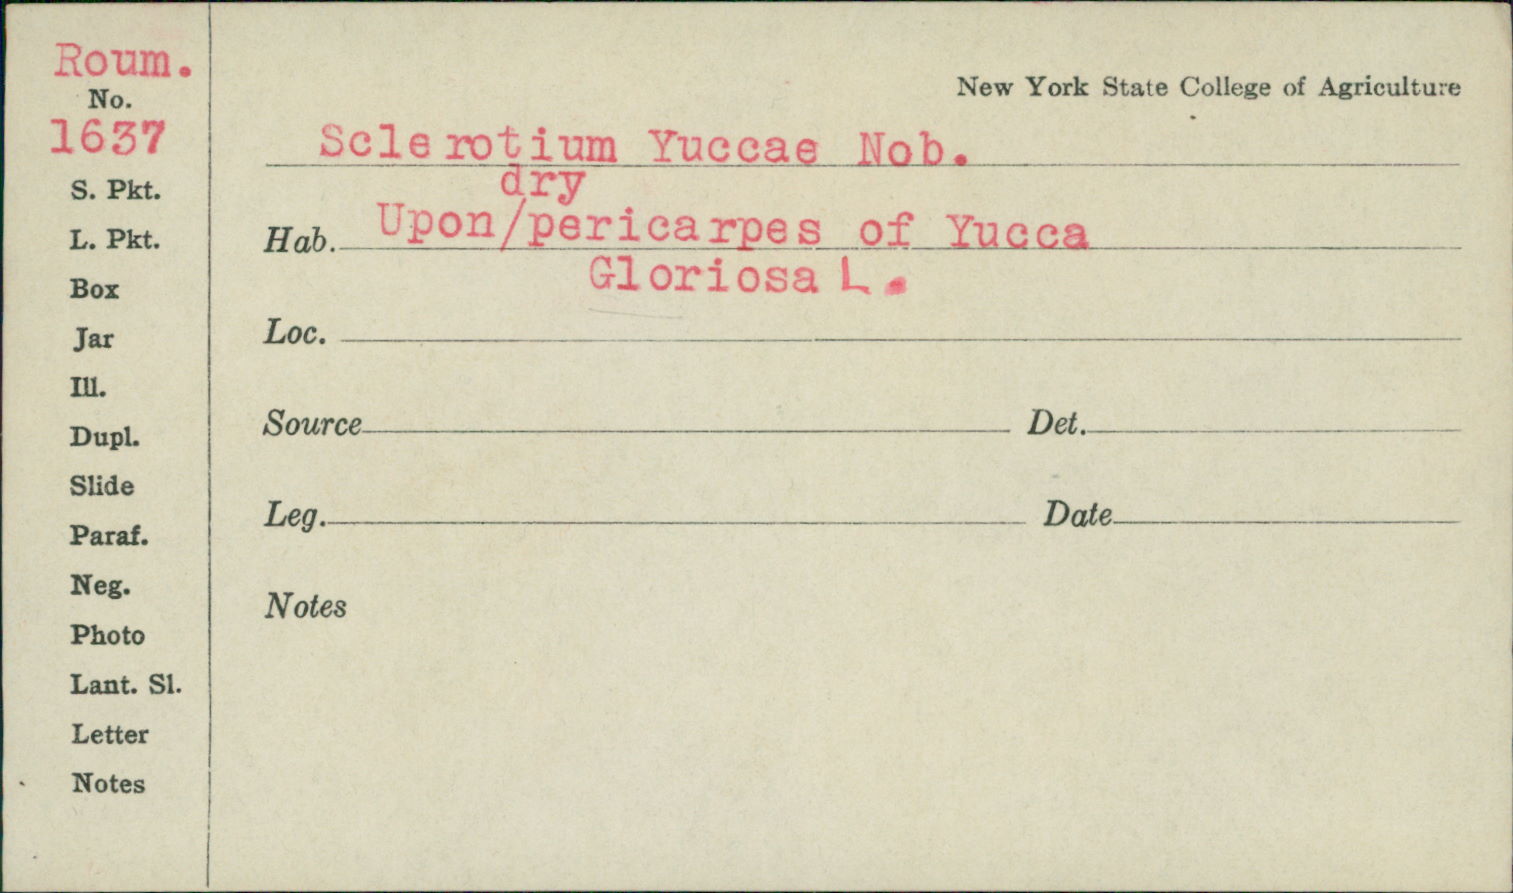 Roum.
No.
1637
S. Pkt.
L. Pkt.
Box
Jar
Ill.
Dupl.
Slide
Paraf.
Neg.
Photo
Lant. Sl.
Letter
Notes
New York State College of Agriculture
Sclerotium Yuccae Nob.
dry
Hab. Upon/pericarpes of Yucca
Gloriosa L.
Loc.
Source Det.
Leg. Date
Notes